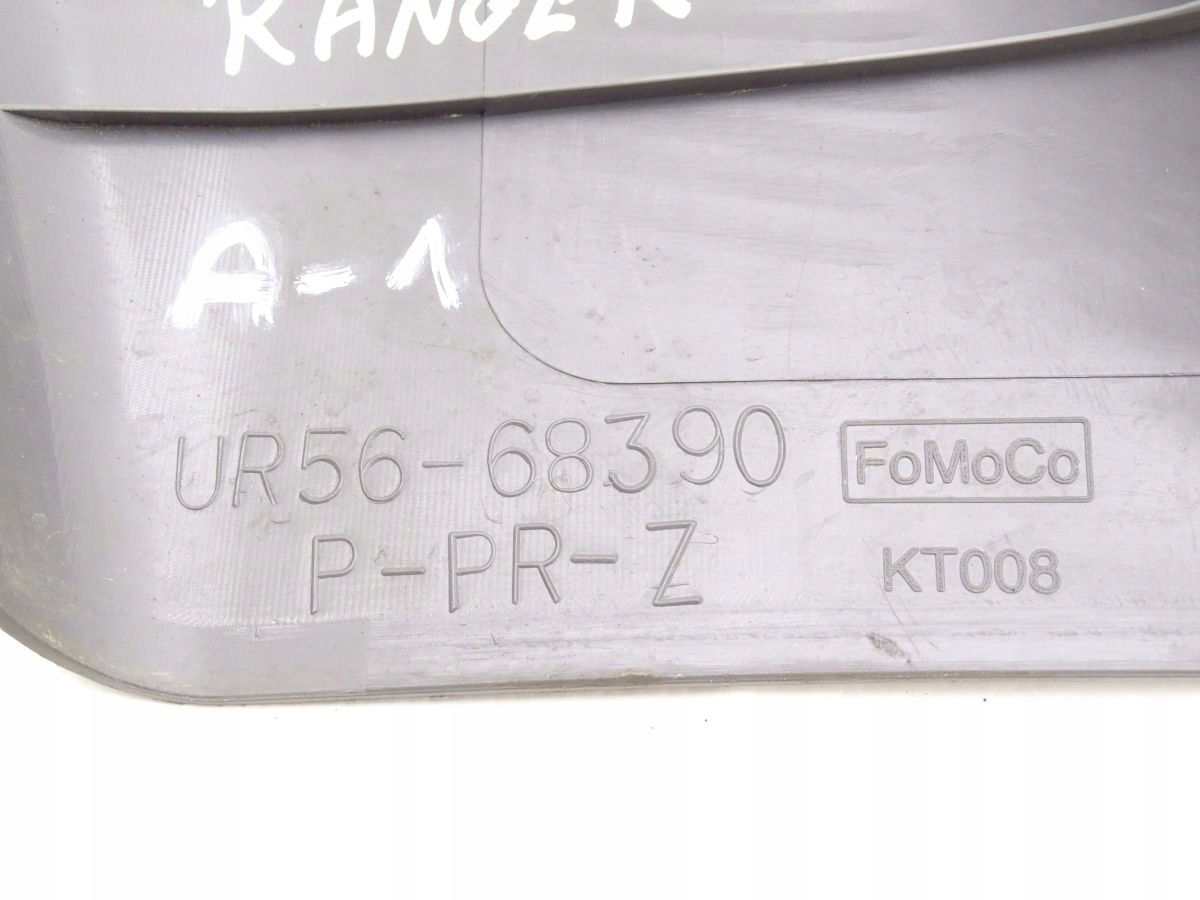 RANGER
A-1
UR56-68390
FoMoCo
P-PR-Z
KT008